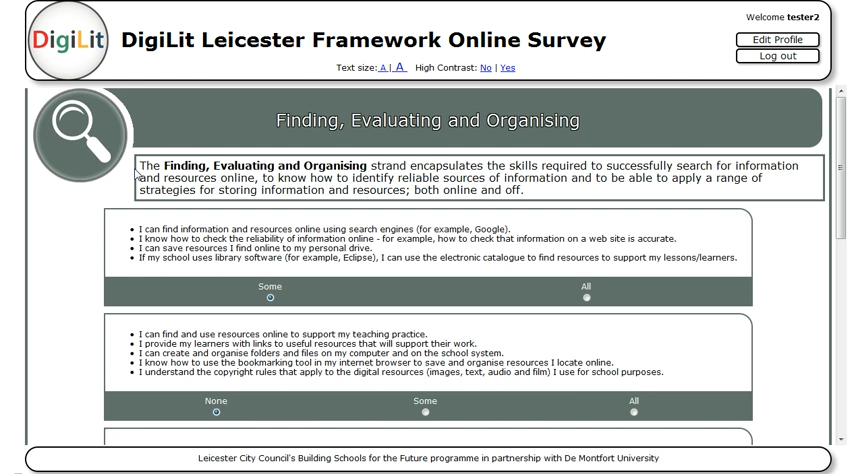 Welcome tester2
DigiLit
DigiLit Leicester Framework Online Survey
Edit Profile
Log out
Text size: A | A High Contrast: No | Yes
Finding, Evaluating and Organising
The Finding, Evaluating and Organising strand encapsulates the skills required to successfully search for information
and resources online, to know how to identify reliable sources of information and to be able to apply a range of
strategies for storing information and resources; both online and off.
• I can find information and resources online using search engines (for example, Google).
• I know how to check the reliability of information online - for example, how to check that information on a web site is accurate.
• I can save resources I find online to my personal drive.
• If my school uses library software (for example, Eclipse), I can use the electronic catalogue to find resources to support my lessons/learners.
Some All
• I can find and use resources online to support my teaching practice.
• I provide my learners with links to useful resources that will support their work.
• I can create and organise folders and files on my computer and on the school system.
• I know how to use the bookmarking tool in my internet browser to save and organise resources I locate online.
• I understand the copyright rules that apply to the digital resources (images, text, audio and film) I use for school purposes.
None Some All
Leicester City Council's Building Schools for the Future programme in partnership with De Montfort University